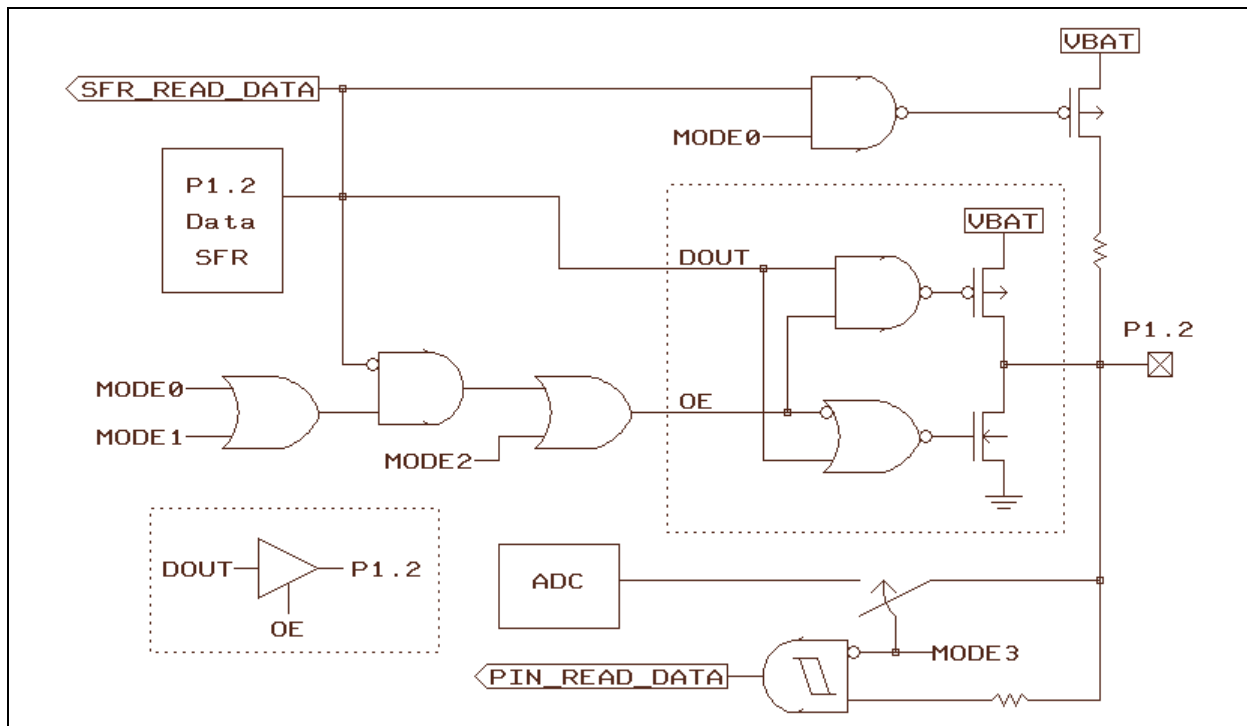 VBAT
SFR_READ_DATA
MODE0
P1.2
Data
SFR
VBAT
DOUT
P1.2
MODE0
OE
MODE1
MODE2
DOUT
P1.2
ADC
OE
MODE3
PIN_READ_DATA